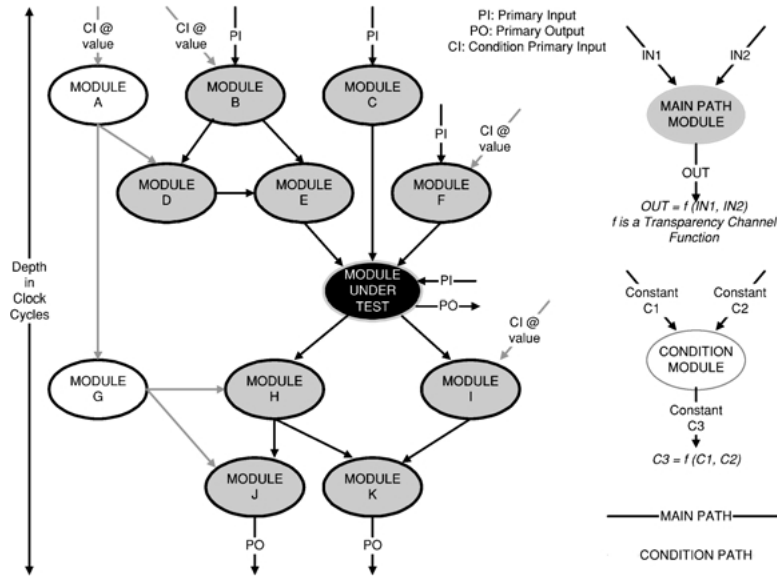 CI @
value
CI @
value
PI
PI
PI: Primary Input
PO: Primary Output
CI: Condition Primary Input
IN1
IN2
MODULE
A
MODULE
B
MODULE
C
MAIN PATH
MODULE
PI
CI @
value
OUT
MODULE
D
MODULE
E
MODULE
F
OUT = f (IN1, IN2)
f is a Transparency Channel
Function
Depth
in
Clock
Cycles
MODULE
UNDER
TEST
PI
PO
Constant
C1
Constant
C2
CI @
value
CONDITION
MODULE
MODULE
G
MODULE
H
MODULE
I
Constant
C3
C3 = f (C1, C2)
MODULE
J
MODULE
K
MAIN PATH
PO
PO
CONDITION PATH